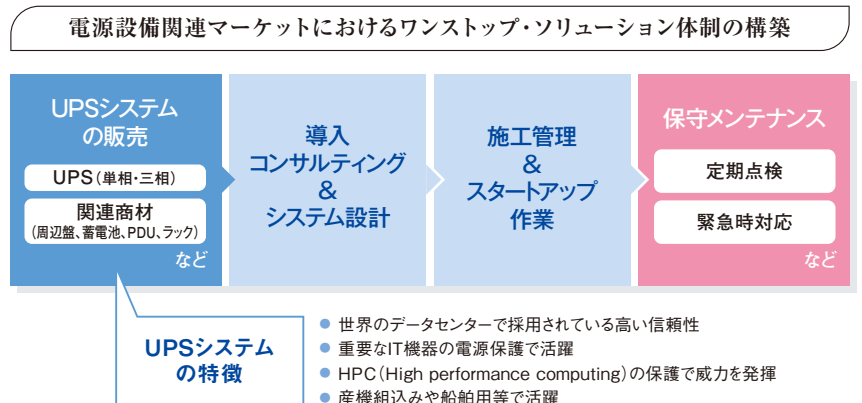 電源設備関連マーケットにおけるワンストップ・ソリューション体制の構築
UPSシステム
の販売
UPS(単相・三相)
関連商材
(周辺盤、蓄電池、PDU、ラック)
など
導入
コンサルティング
&
システム設計
施工管理
&
スタートアップ
作業
保守メンテナンス
定期点検
緊急時対応
など
UPSシステム
の特徴
● 世界のデータセンターで採用されている高い信頼性
● 重要なIT機器の電源保護で活躍
● HPC(High performance computing)の保護で威力を発揮
● 産機組込みや船舶用等で活躍